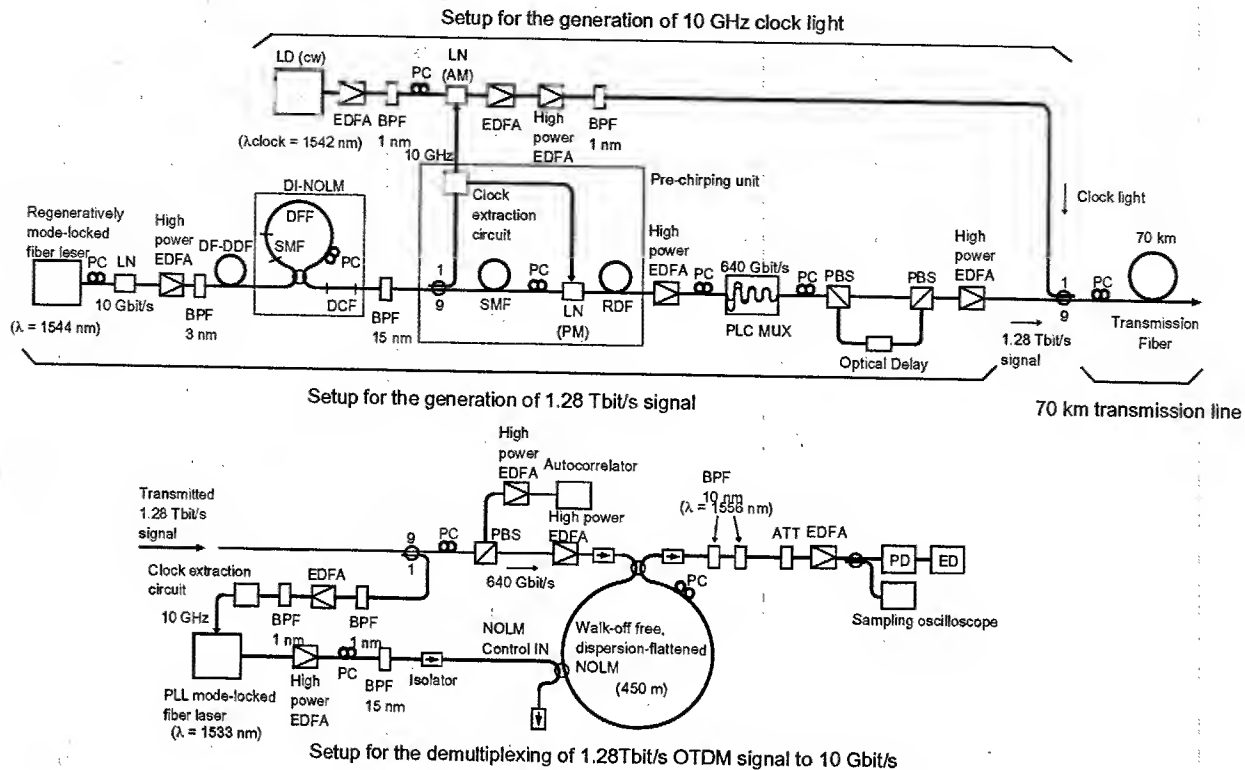 Setup for the generation of 10 GHz clock light
LD (cw)
PC
LN
(AM)
EDFA
BPF
1 nm
EDFA
High
power
EDFA
BPF
1 nm
(λclock = 1542 nm)
10 GHz
Pre-chirping unit
Clock
extraction
circuit
Clock light
DI-NOLM
Regeneratively
mode-locked
fiber leser
PC
LN
10 Gbit/s
High
power
EDFA
BPF
3 nm
DF-DDF
DFF
SMF
PC
DCF
BPF
15 nm
1
9
SMF
PC
LN
(PM)
RDF
High
power
EDFA
PC
640 Gbit/s
PLC MUX
PC
PBS
PBS
Optical Delay
High
power
EDFA
1.28 Tbit/s
signal
1
9
PC
70 km
Transmission
Fiber
(λ = 1544 nm)
Setup for the generation of 1.28 Tbit/s signal
70 km transmission line
Transmitted
1.28 Tbit/s
signal
9
1
PC
PBS
High
power
EDFA
Autocorrelator
High power
EDFA
640 Gbit/s
BPF
10 nm
(λ = 1556 nm)
ATT
EDFA
PD
ED
Sampling oscilloscope
PC
Clock extraction
circuit
EDFA
BPF
1 nm
BPF
1 nm
10 GHz
PLL mode-locked
fiber laser
(λ = 1533 nm)
High
power
EDFA
PC
BPF
15 nm
Isolator
NOLM
Control IN
Walk-off free,
dispersion-flattened
NOLM
(450 m)
Setup for the demultiplexing of 1.28Tbit/s OTDM signal to 10 Gbit/s